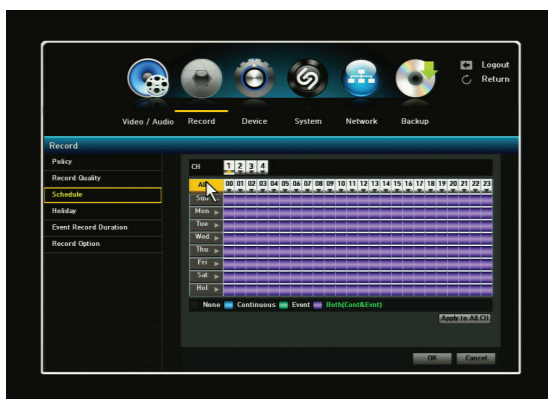 Logout
Return
Video / Audio Record Device System Network Backup
Record
Policy
Record Quality
Schedule
Holiday
Event Record Duration
Record Option
CH 1 2 3 4
00 01 02 03 04 05 06 07 08 09 10 11 12 13 14 15 16 17 18 19 20 21 22 23
Sun
Mon
Tue
Wed
Thu
Fri
Sat
Hol
None Continuous Event Both(Cont&Evnt)
Apply to All CH
OK Cancel